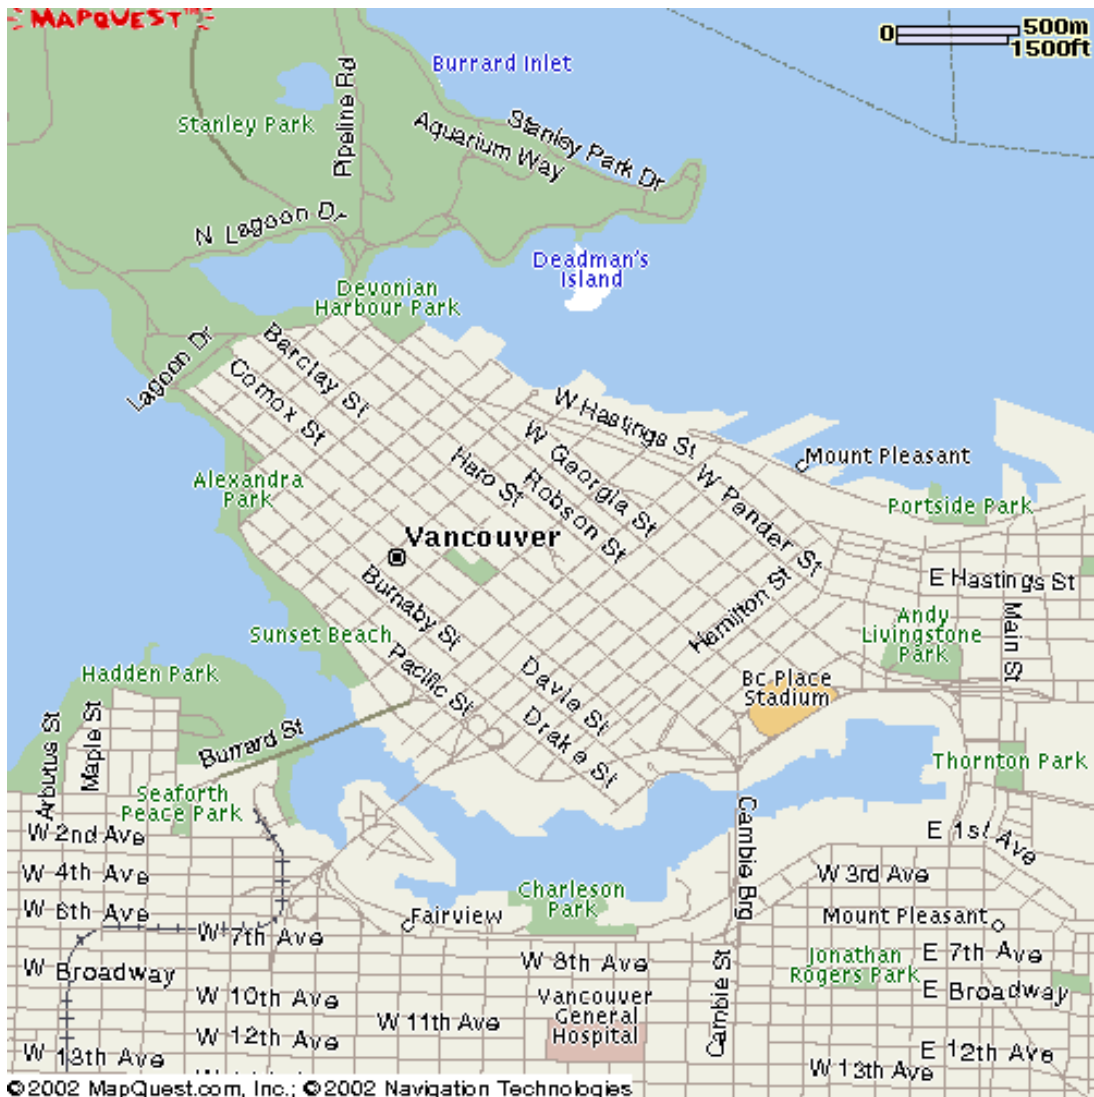 MAPQUEST™
0 500m
1500ft
Burrard Inlet
Stanley Park
Pipeline Rd
Aquarium Way
Stanley Park Dr
N Lagoon Dr
Deadman's
Island
Devonian
Harbour Park
Lagoon Dr
Barclay St
Comox St
W Hastings St
W Georgia St
Haro St
Robson St
W Pender St
Mount Pleasant
Alexandra
Park
Portside Park
Vancouver
E Hastings St
Burnaby St
Hamilton St
Main St
Andy
Livingstone
Park
Sunset Beach
Pacific St
Davie St
Drake St
Bc Place
Stadium
Hadden Park
Arbutus St
Maple St
Burrard St
Thornton Park
Seaforth
Peace Park
W 2nd Ave
Cambie Brg
E 1st Ave
W 4th Ave
W 3rd Ave
Charleson
Park
W 6th Ave
Fairview
Mount Pleasant
W 7th Ave
E 7th Ave
W 8th Ave
Jonathan
Rogers Park
W Broadway
E Broadway
W 10th Ave
Vancouver
General
Hospital
Cambie St
W 11th Ave
W 12th Ave
E 12th Ave
W 13th Ave
W 13th Ave
©2002 MapQuest.com, Inc.; ©2002 Navigation Technologies